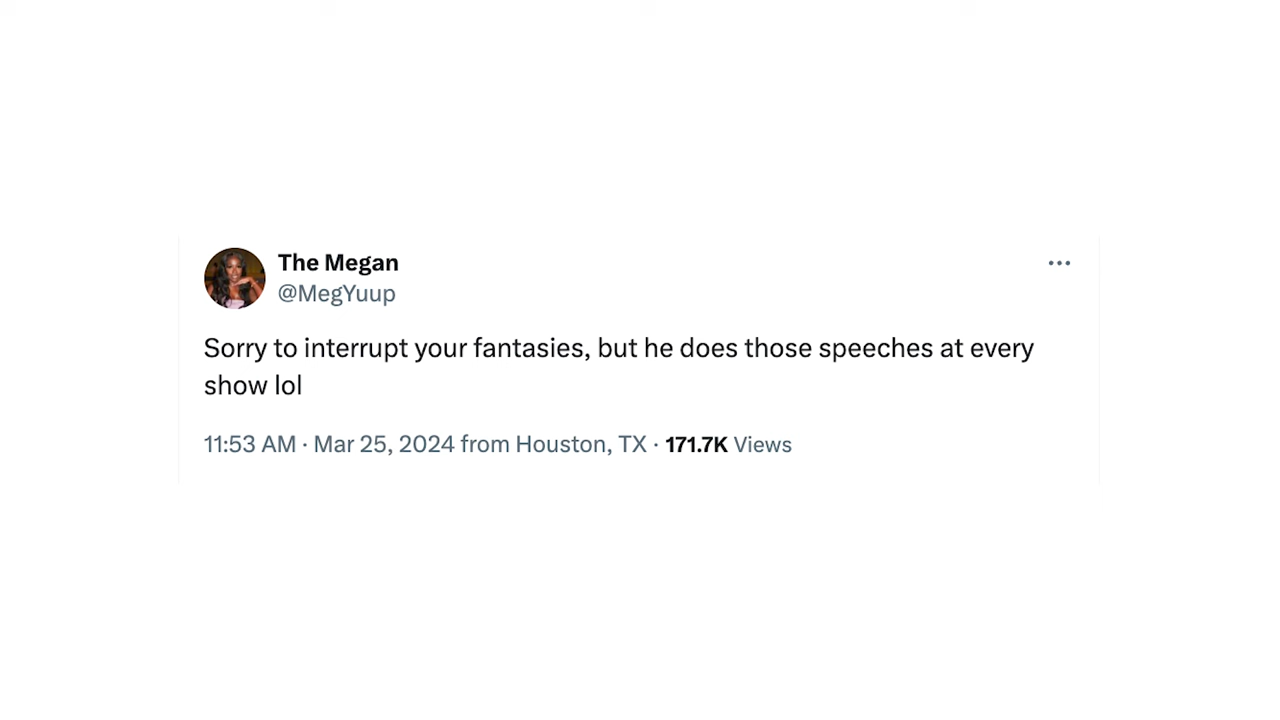 The Megan
@MegYuup
Sorry to interrupt your fantasies, but he does those speeches at every
show lol
11:53 AM · Mar 25, 2024 from Houston, TX · 171.7K Views